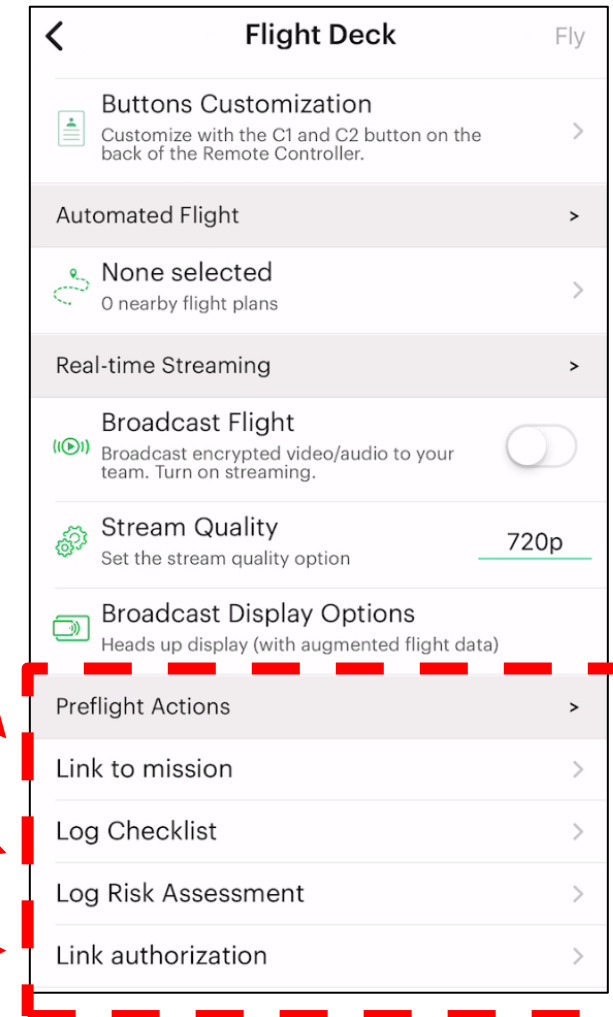 Flight Deck
Fly
Buttons Customization
Customize with the C1 and C2 button on the
back of the Remote Controller.
Automated Flight
None selected
0 nearby flight plans
Real-time Streaming
Broadcast Flight
Broadcast encrypted video/audio to your
team. Turn on streaming.
Stream Quality
Set the stream quality option
720p
Broadcast Display Options
Heads up display (with augmented flight data)
Preflight Actions
Link to mission
Log Checklist
Log Risk Assessment
Link authorization